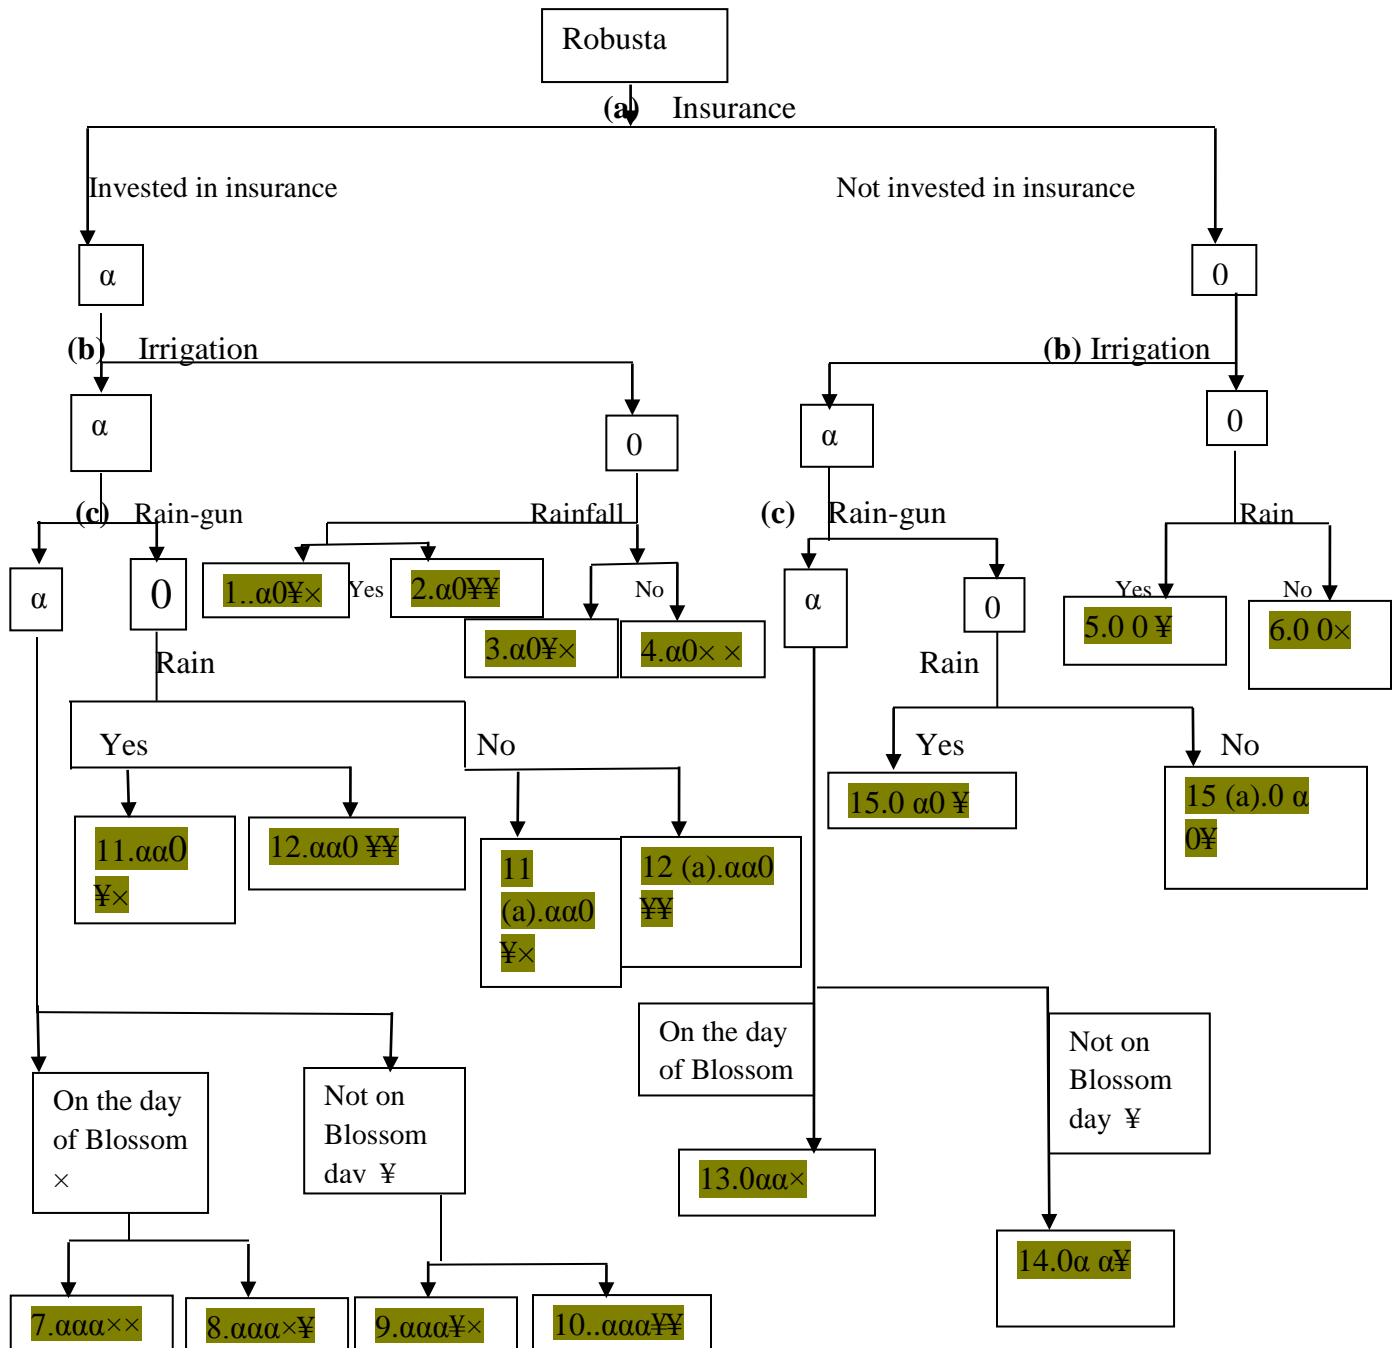 Robusta
(a) Insurance
Invested in insurance
Not invested in insurance
α
0
(b) Irrigation
(b) Irrigation
α
0
α
0
(c) Rain-gun
Rainfall
(c) Rain-gun
Rain
α
0
1..α0¥×
Yes
2.α0¥¥
No
3.α0¥×
4.α0× ×
α
0
Yes
No
5.0 0 ¥
6.0 0×
Rain
Rain
Yes
No
Yes
No
11.αα0
¥×
12.αα0 ¥¥
11
(a).αα0
¥×
12 (a).αα0
¥¥
15.0 α0 ¥
15 (a).0 α
0¥
On the day
of Blossom
×
Not on
Blossom
day ¥
On the day
of Blossom
Not on
Blossom
day ¥
13.0αα×
14.0α α¥
7.ααα××
8.ααα×¥
9.ααα¥×
10..ααα¥¥